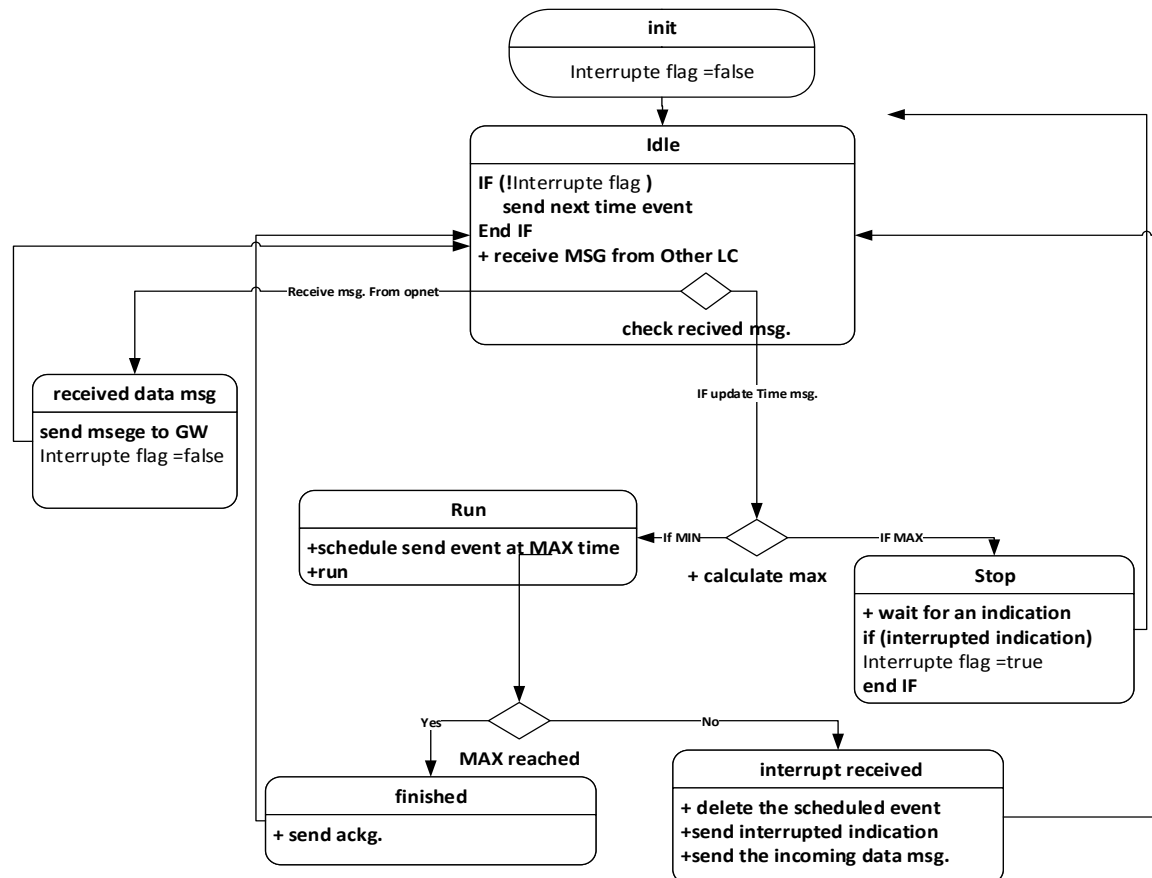 init
Interrupte flag =false
Idle
IF (!Interrupte flag )
send next time event
End IF
+ receive MSG from Other LC
Receive msg. From opnet
check recived msg.
received data msg
send msege to GW
Interrupte flag =false
IF update Time msg.
Run
+schedule send event at MAX time
+run
If MIN
IF MAX
+ calculate max
Stop
+ wait for an indication
if (interrupted indication)
Interrupte flag =true
end IF
Yes
No
MAX reached
finished
+ send ackg.
interrupt received
+ delete the scheduled event
+send interrupted indication
+send the incoming data msg.